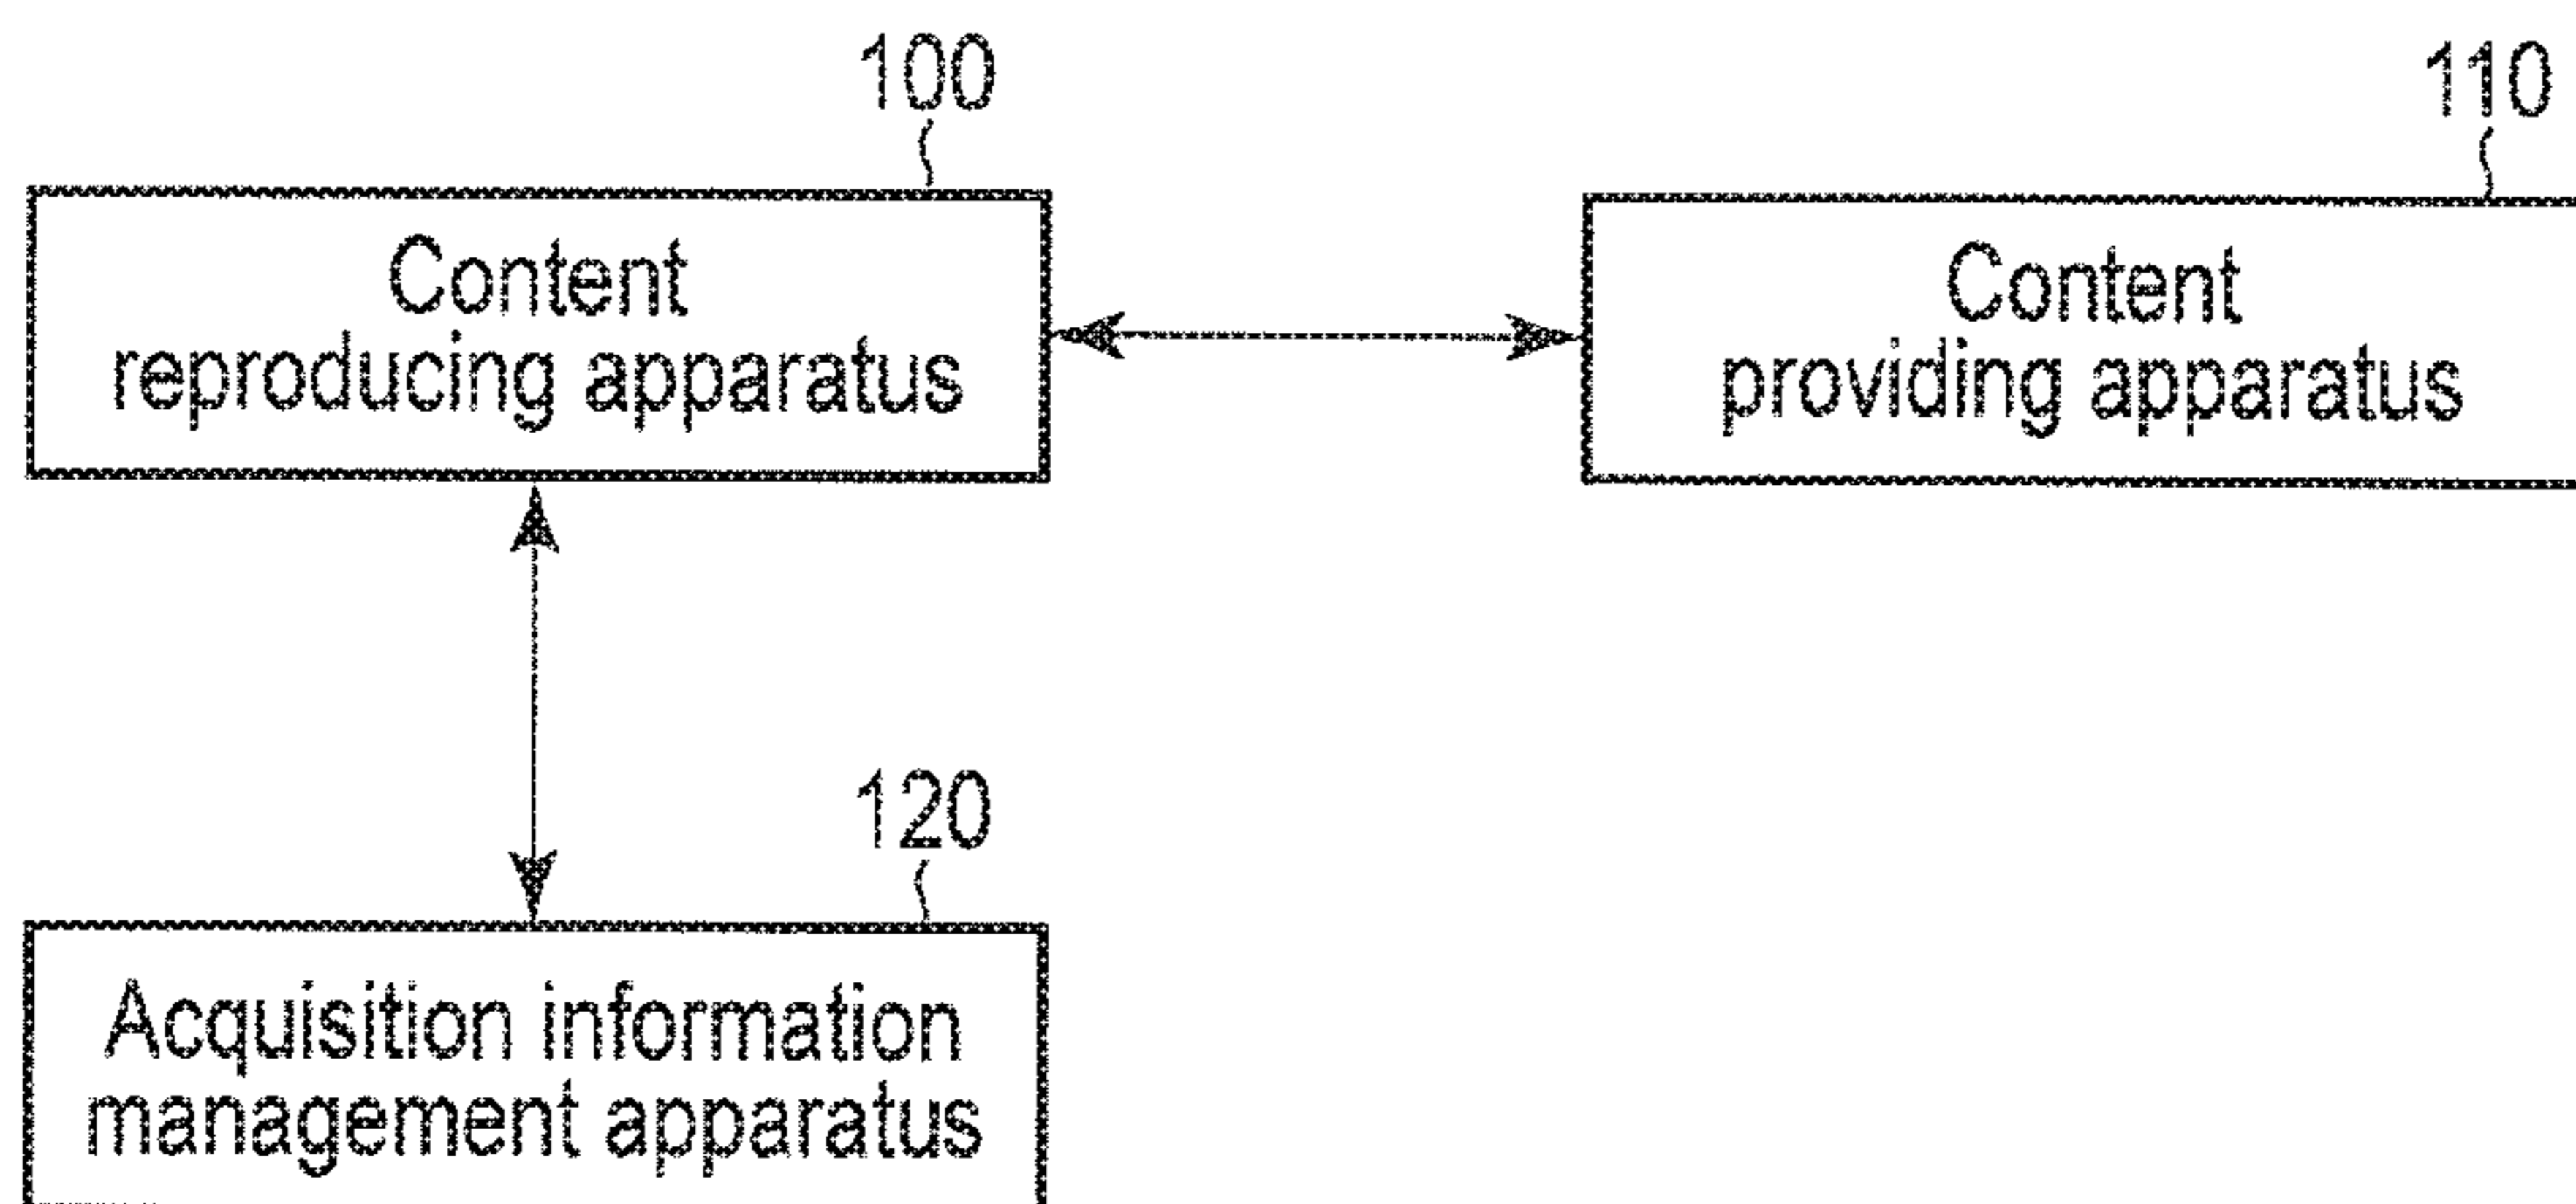 100
110
Content
reproducing apparatus
Content
providing apparatus
120
Acquisition information
management apparatus